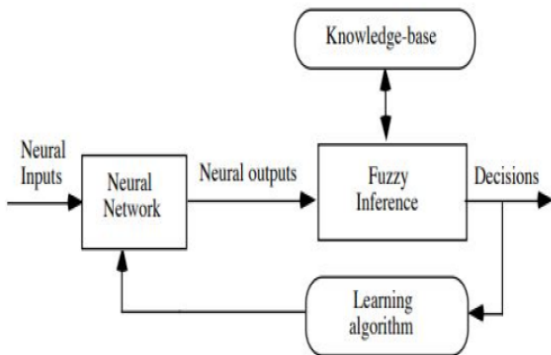 Knowledge-base
Neural
Inputs
Neural
Network
Neural outputs
Fuzzy
Inference
Decisions
Learning
algorithm